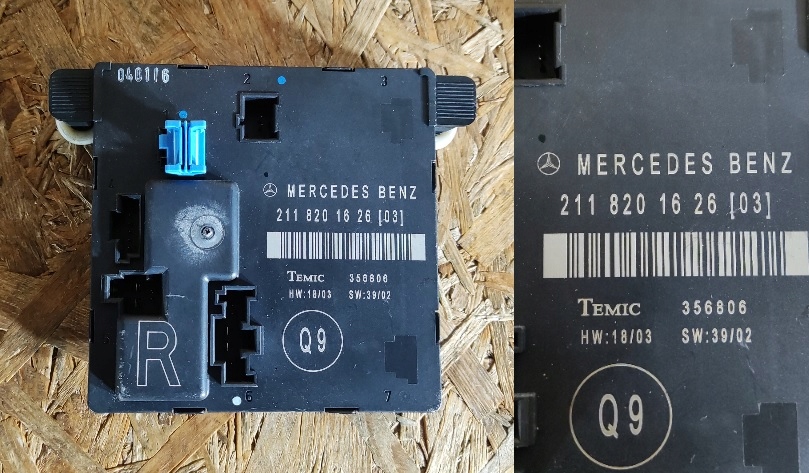 040116
2
3
MERCEDES BENZ
211 820 16 26 [03]
TEMIC 356806
HW:18/03 SW:39/02
R
Q9
6
7
MERCEDES BENZ
211 820 16 26 [03]
TEMIC 356806
HW:18/03 SW:39/02
Q9